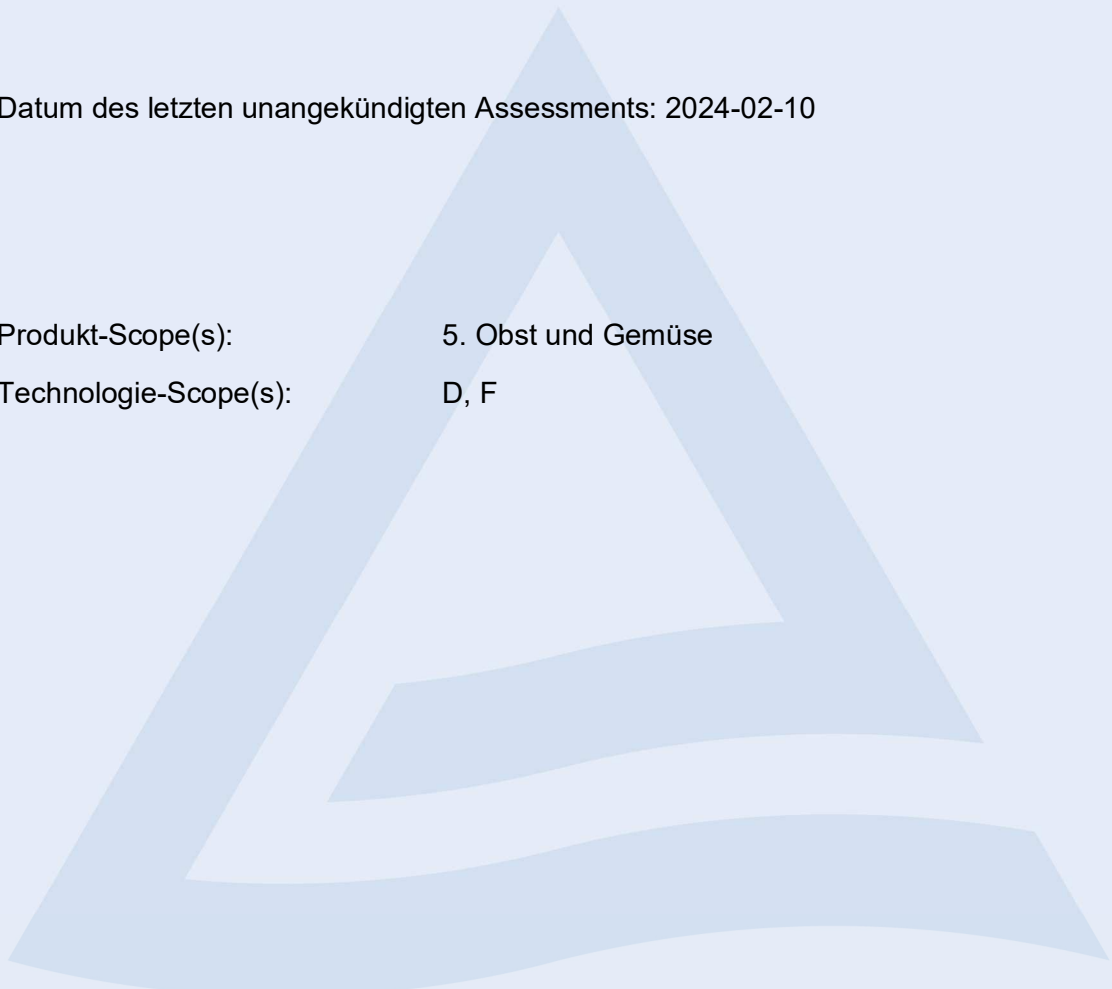 Datum des letzten unangekündigten Assessments: 2024-02-10
Produkt-Scope(s): 5. Obst und Gemüse
Technologie-Scope(s): D, F